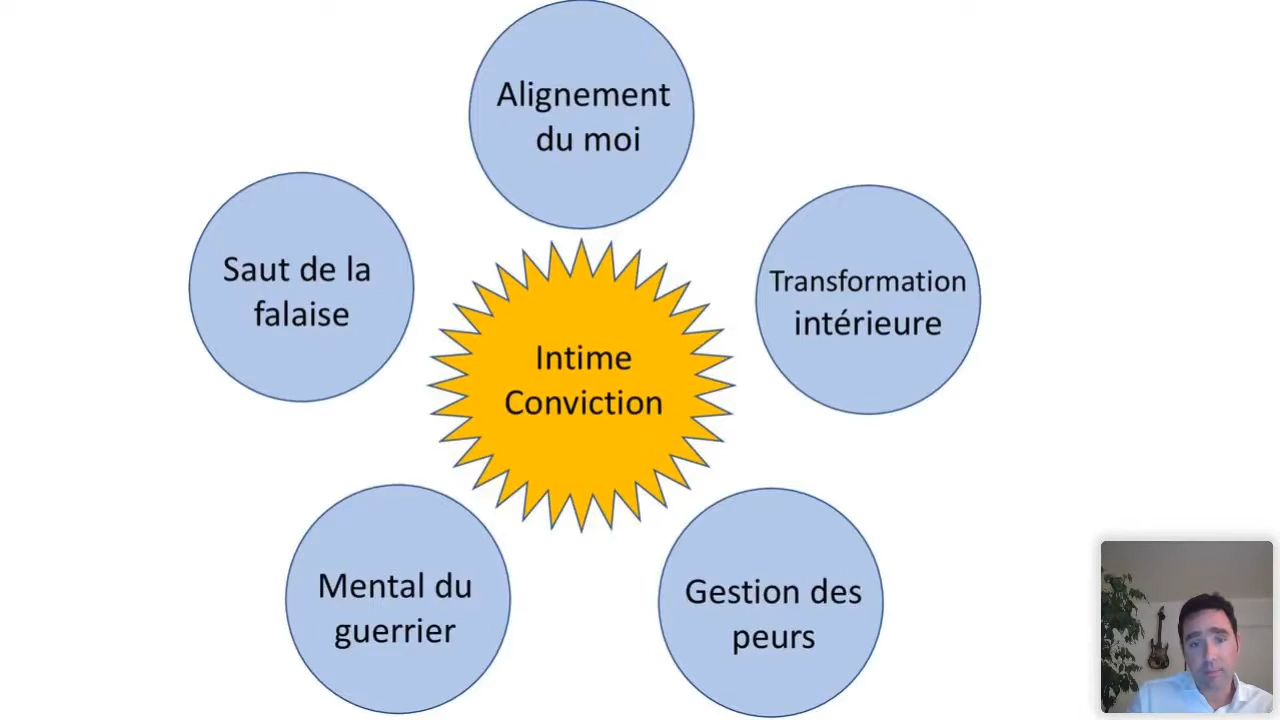 Alignement
du moi
Saut de la
falaise
Transformation
intérieure
Intime
Conviction
Mental du
guerrier
Gestion des
peurs